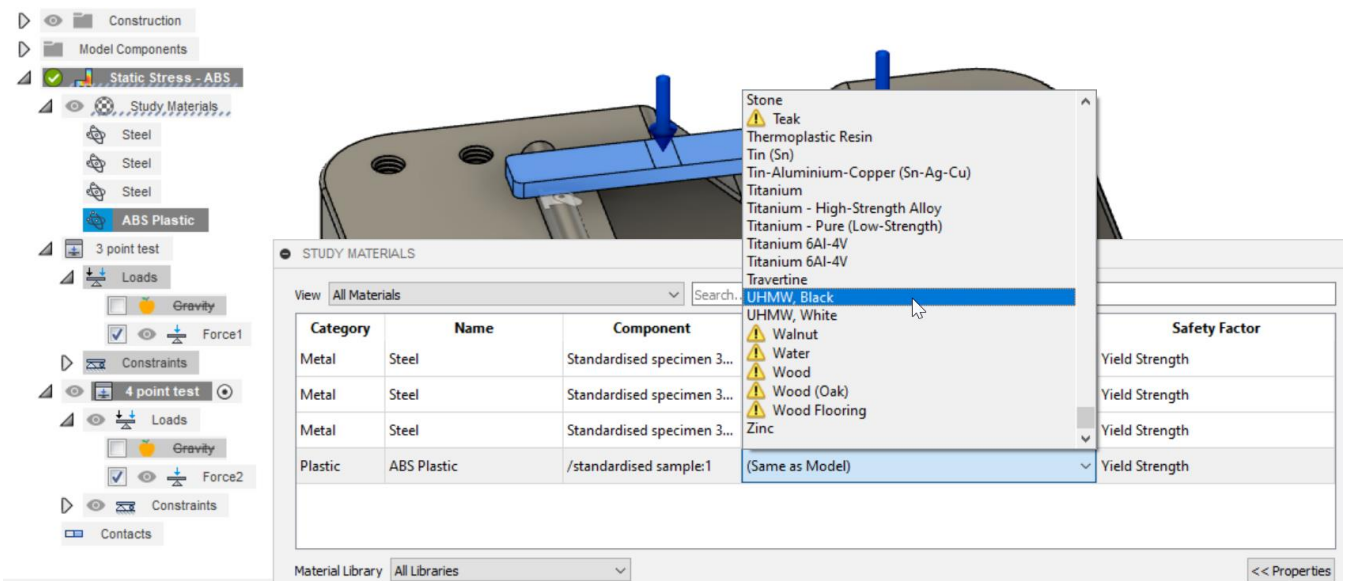 Construction
Model Components
Static Stress - ABS
Study Materials
Steel
Steel
Steel
ABS Plastic
3 point test
Loads
Gravity
Force1
Constraints
4 point test
Loads
Gravity
Force2
Constraints
Contacts
STUDY MATERIALS
View All Materials Search..
Category Name Component Safety Factor
Metal Steel Standardised specimen 3... Yield Strength
Metal Steel Standardised specimen 3... Yield Strength
Metal Steel Standardised specimen 3... Yield Strength
Plastic ABS Plastic /standardised sample:1 (Same as Model) Yield Strength
Stone
Teak
Thermoplastic Resin
Tin (Sn)
Tin-Aluminium-Copper (Sn-Ag-Cu)
Titanium
Titanium - High-Strength Alloy
Titanium - Pure (Low-Strength)
Titanium 6Al-4V
Titanium 6Al-4V
Travertine
UHMW, Black
UHMW, White
Walnut
Water
Wood
Wood (Oak)
Wood Flooring
Zinc
Material Library All Libraries << Properties